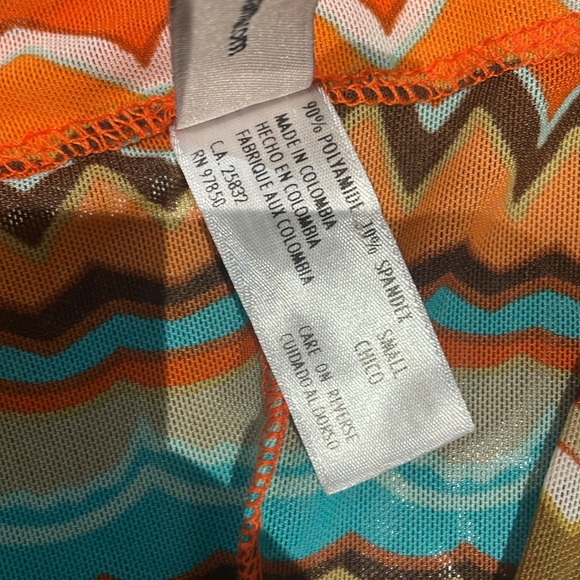 90% POLYAMIDE 10% SPANDEX
MADE IN COLOMBIA
HECHO EN COLOMBIA
FABRIQUE AUX COLOMBIA
C.A. 25832
RN 97850
SMALL
CHICO
CARE ON REVERSE
CUIDADO AL DORSO